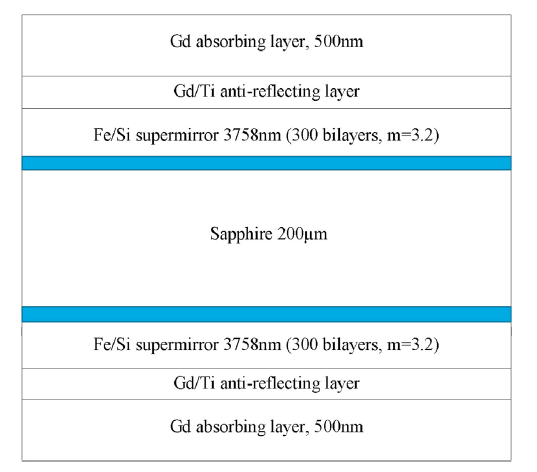 Gd absorbing layer, 500nm
Gd/Ti anti-reflecting layer
Fe/Si supermirror 3758nm (300 bilayers, m=3.2)
Sapphire 200μm
Fe/Si supermirror 3758nm (300 bilayers, m=3.2)
Gd/Ti anti-reflecting layer
Gd absorbing layer, 500nm